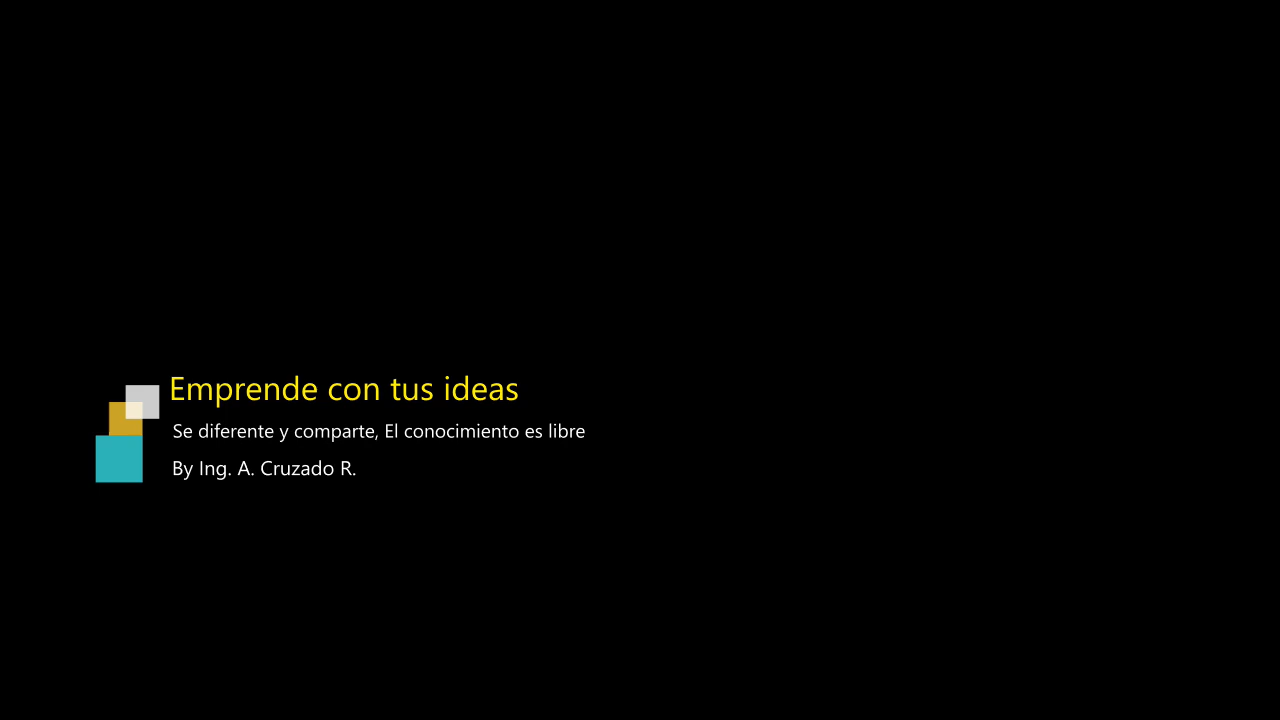 Emprende con tus ideas
Se diferente y comparte, El conocimiento es libre
By Ing. A. Cruzado R.